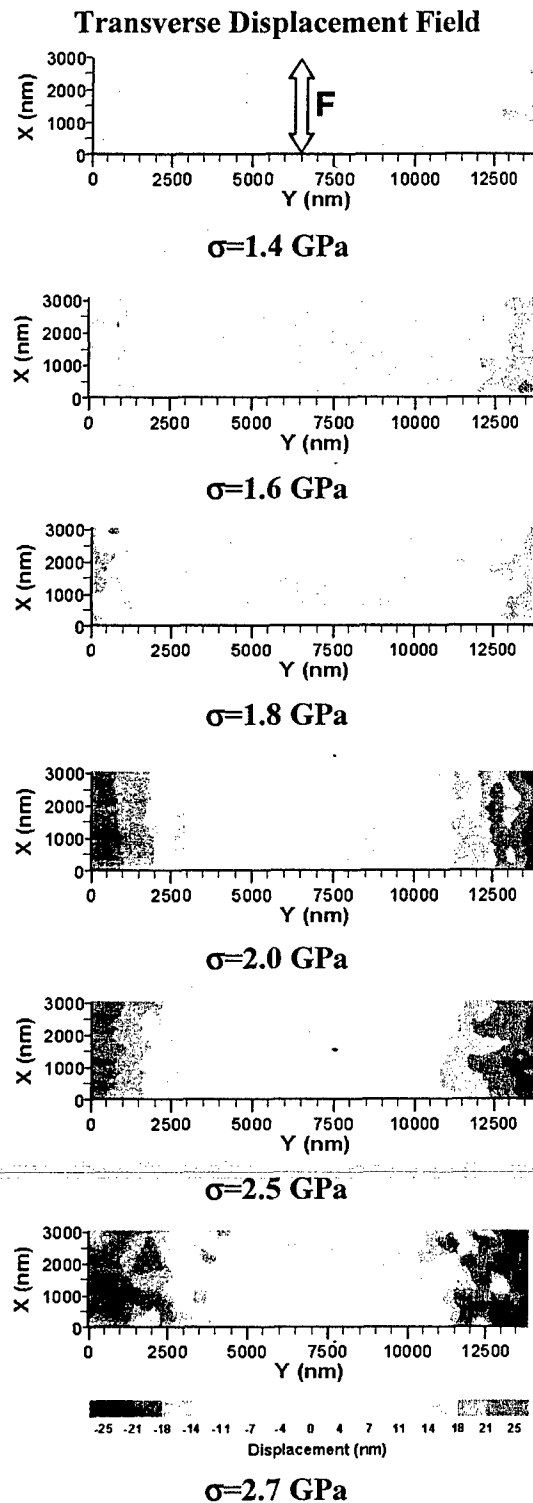 Transverse Displacement Field
3000
2000
1000
0
X (nm)
F
0 2500 5000 7500 10000 12500
Y (nm)
σ=1.4 GPa
3000
2000
1000
0
X (nm)
0 2500 5000 7500 10000 12500
Y (nm)
σ=1.6 GPa
3000
2000
1000
0
X (nm)
0 2500 5000 7500 10000 12500
Y (nm)
σ=1.8 GPa
3000
2000
1000
0
X (nm)
0 2500 5000 7500 10000 12500
Y (nm)
σ=2.0 GPa
3000
2000
1000
0
X (nm)
0 2500 5000 7500 10000 12500
Y (nm)
σ=2.5 GPa
3000
2000
1000
0
X (nm)
0 2500 5000 7500 10000 12500
Y (nm)
-25 -21 -18 -14 -11 -7 -4 0 4 7 11 14 18 21 25
Displacement (nm)
σ=2.7 GPa